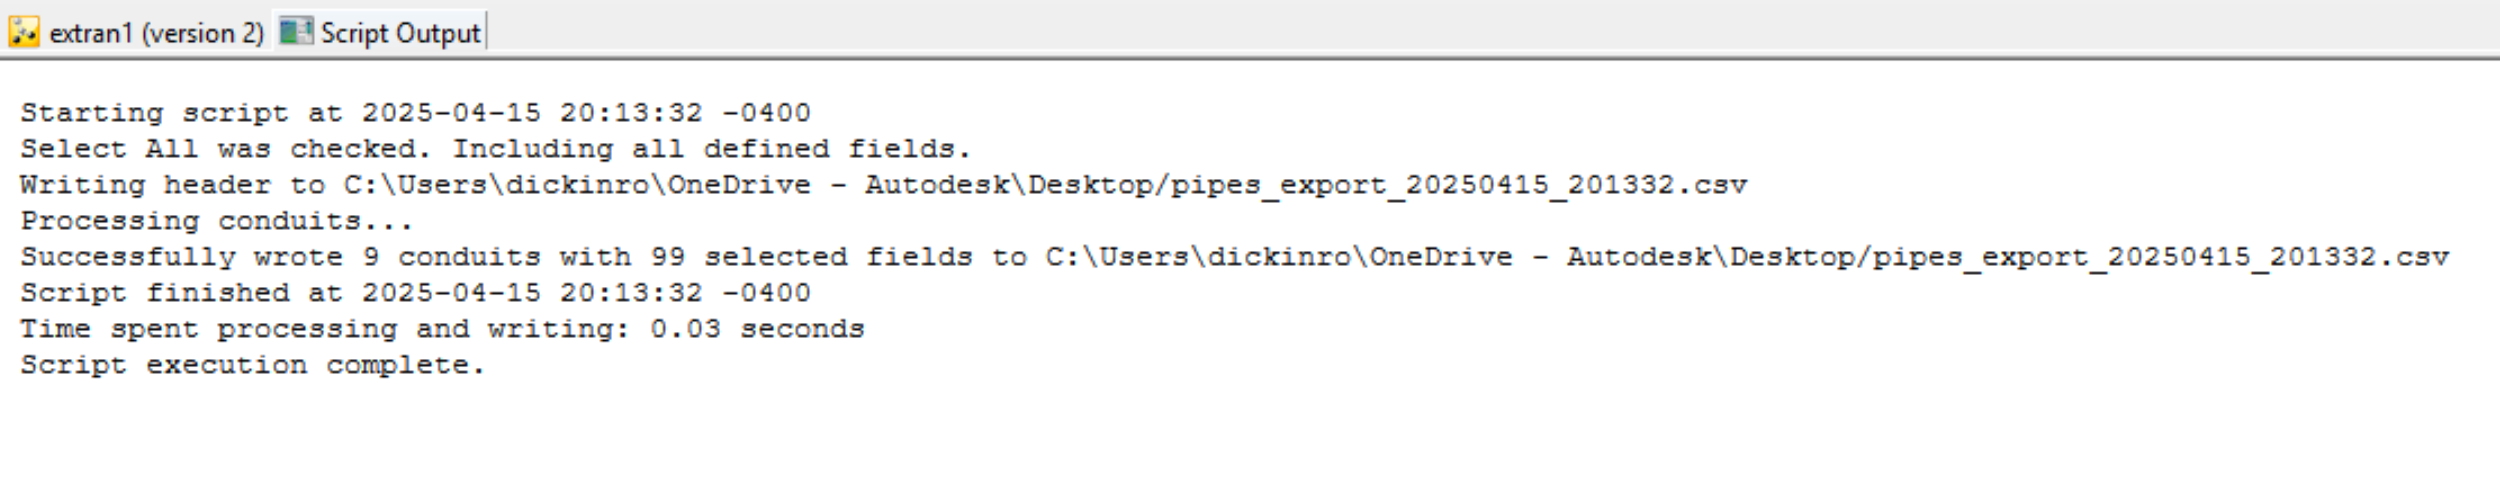 extran1 (version 2) Script Output
Starting script at 2025-04-15 20:13:32 -0400
Select All was checked. Including all defined fields.
Writing header to C:\Users\dickinro\OneDrive - Autodesk\Desktop/pipes_export_20250415_201332.csv
Processing conduits...
Successfully wrote 9 conduits with 99 selected fields to C:\Users\dickinro\OneDrive - Autodesk\Desktop/pipes_export_20250415_201332.csv
Script finished at 2025-04-15 20:13:32 -0400
Time spent processing and writing: 0.03 seconds
Script execution complete.